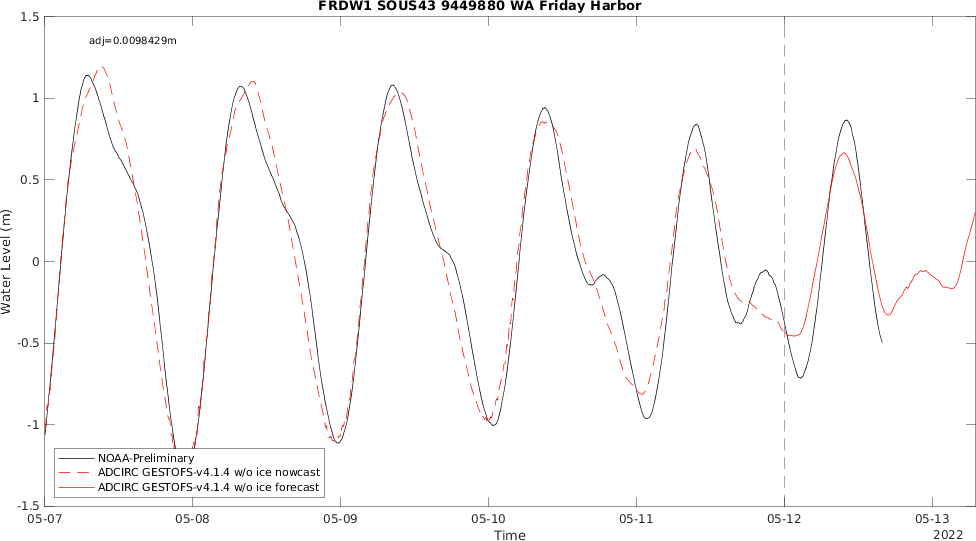 FRDW1 SOUS43 9449880 WA Friday Harbor
adj=0.0098429m
1.5
1
0.5
0
-0.5
-1
-1.5
Water Level (m)
NOAA-Preliminary
ADCIRC GESTOFS-v4.1.4 w/o ice nowcast
ADCIRC GESTOFS-v4.1.4 w/o ice forecast
05-07 05-08 05-09 05-10 05-11 05-12 05-13
Time
2022